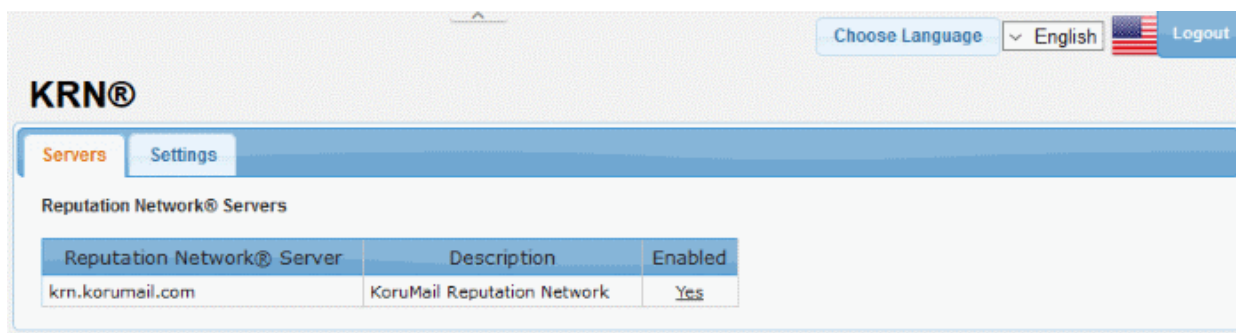 Choose Language English Logout
KRN®
Servers Settings
Reputation Network® Servers
Reputation Network® Server Description Enabled
krn.korumail.com KoruMail Reputation Network Yes